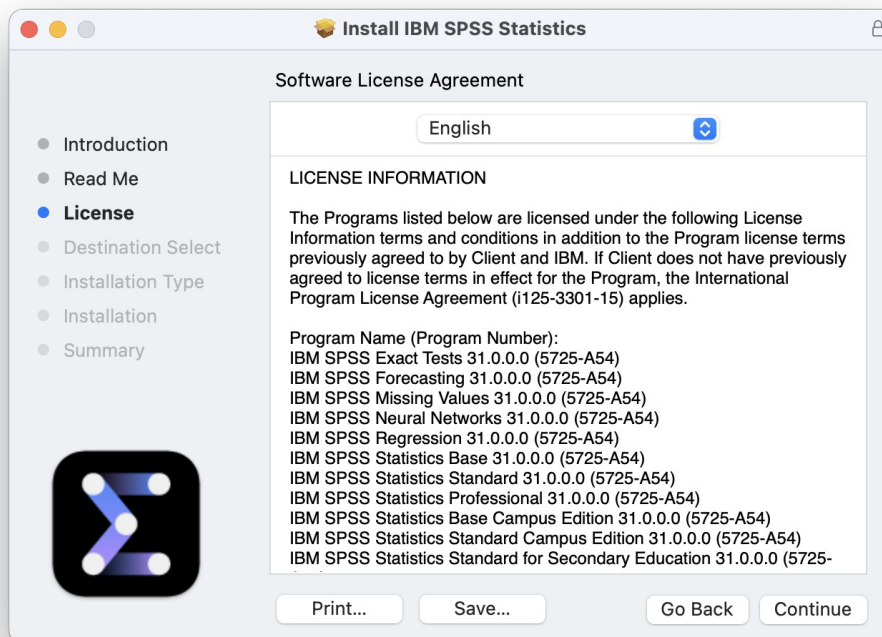 Install IBM SPSS Statistics
Software License Agreement
Introduction
Read Me
License
Destination Select
Installation Type
Installation
Summary
English
LICENSE INFORMATION
The Programs listed below are licensed under the following License
Information terms and conditions in addition to the Program license terms
previously agreed to by Client and IBM. If Client does not have previously
agreed to license terms in effect for the Program, the International
Program License Agreement (i125-3301-15) applies.
Program Name (Program Number):
IBM SPSS Exact Tests 31.0.0.0 (5725-A54)
IBM SPSS Forecasting 31.0.0.0 (5725-A54)
IBM SPSS Missing Values 31.0.0.0 (5725-A54)
IBM SPSS Neural Networks 31.0.0.0 (5725-A54)
IBM SPSS Regression 31.0.0.0 (5725-A54)
IBM SPSS Statistics Base 31.0.0.0 (5725-A54)
IBM SPSS Statistics Standard 31.0.0.0 (5725-A54)
IBM SPSS Statistics Professional 31.0.0.0 (5725-A54)
IBM SPSS Statistics Base Campus Edition 31.0.0.0 (5725-A54)
IBM SPSS Statistics Standard Campus Edition 31.0.0.0 (5725-A54)
IBM SPSS Statistics Standard for Secondary Education 31.0.0.0 (5725-
Print...
Save...
Go Back
Continue